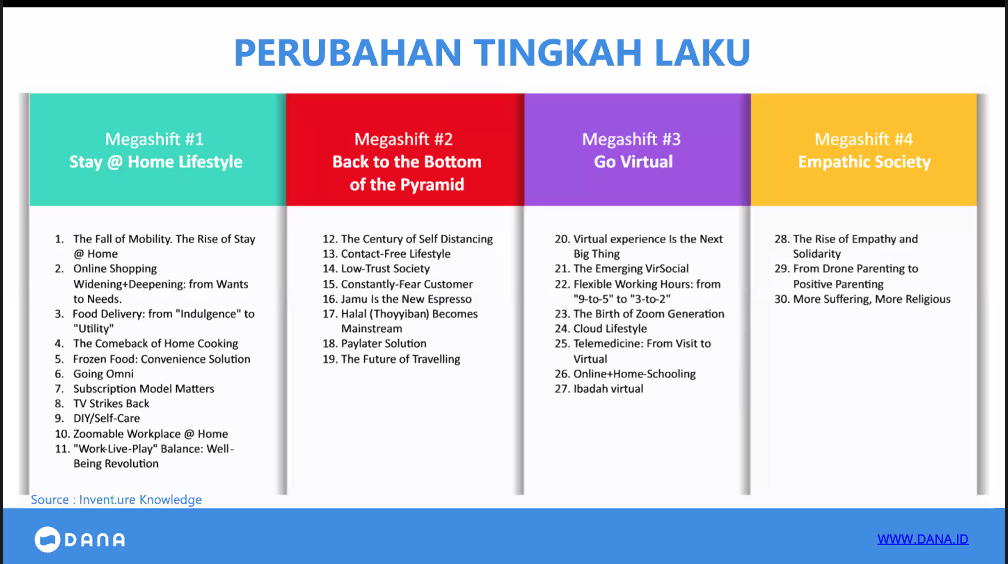 PERUBAHAN TINGKAH LAKU
Megashift #1
Stay @ Home Lifestyle
1. The Fall of Mobility. The Rise of Stay
@ Home
2. Online Shopping
Widening+Deepening: from Wants
to Needs.
3. Food Delivery: from "Indulgence" to
"Utility"
4. The Comeback of Home Cooking
5. Frozen Food: Convenience Solution
6. Going Omni
7. Subscription Model Matters
8. TV Strikes Back
9. DIY/Self-Care
10. Zoomable Workplace @ Home
11. "Work-Live-Play" Balance: Well-
Being Revolution
Megashift #2
Back to the Bottom
of the Pyramid
12. The Century of Self Distancing
13. Contact-Free Lifestyle
14. Low-Trust Society
15. Constantly-Fear Customer
16. Jamu Is the New Espresso
17. Halal (Thoyyiban) Becomes
Mainstream
18. Paylater Solution
19. The Future of Travelling
Megashift #3
Go Virtual
20. Virtual experience Is the Next
Big Thing
21. The Emerging VirSocial
22. Flexible Working Hours: from
"9-to-5" to "3-to-2"
23. The Birth of Zoom Generation
24. Cloud Lifestyle
25. Telemedicine: From Visit to
Virtual
26. Online+Home-Schooling
27. Ibadah virtual
Megashift #4
Empathic Society
28. The Rise of Empathy and
Solidarity
29. From Drone Parenting to
Positive Parenting
30. More Suffering, More Religious
Source : Invent.ure Knowledge
DANA
WWW.DANA.ID